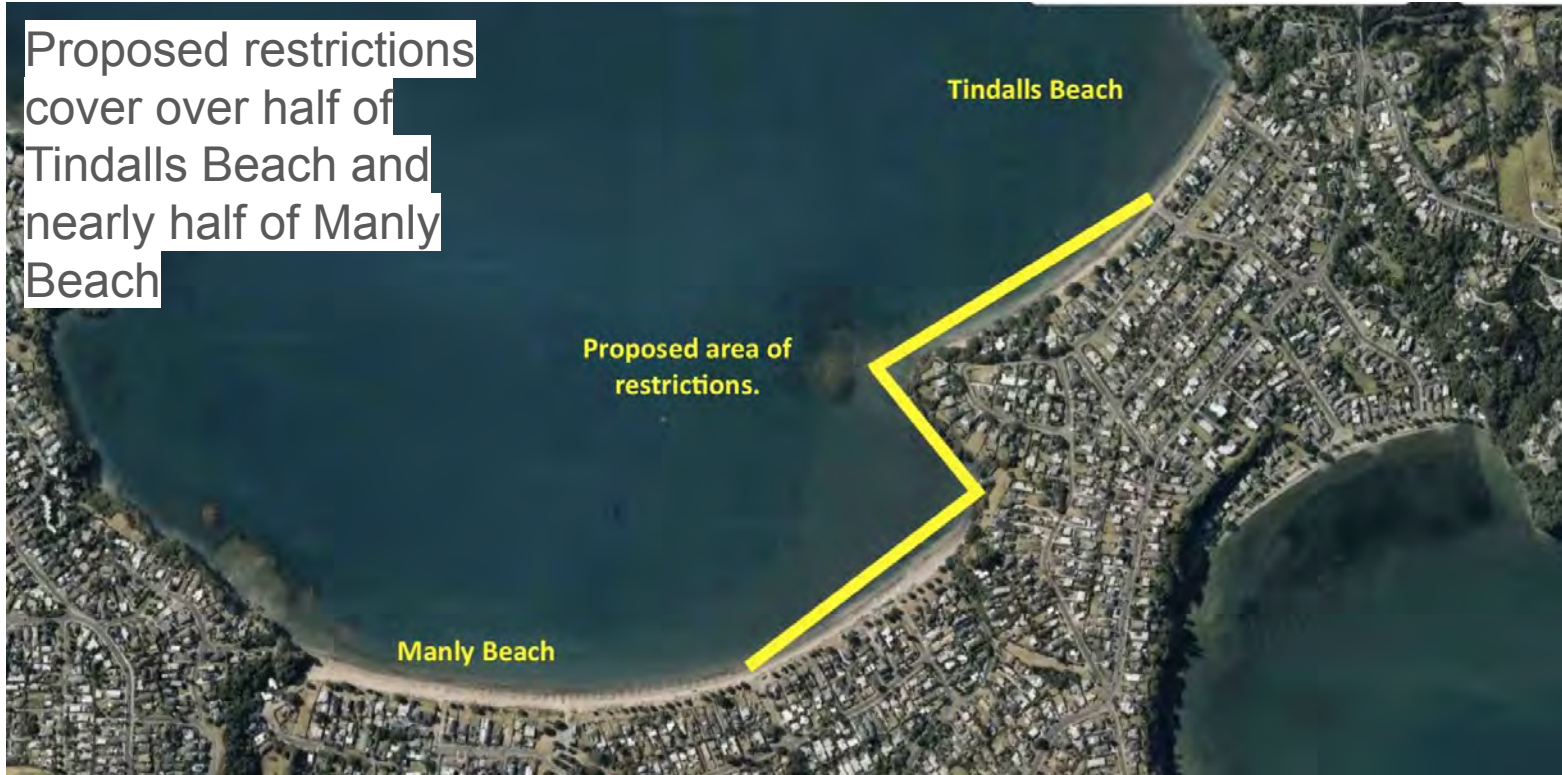 Proposed restrictions
cover over half of
Tindalls Beach and
nearly half of Manly
Beach
Tindalls Beach
Proposed area of
restrictions.
Manly Beach